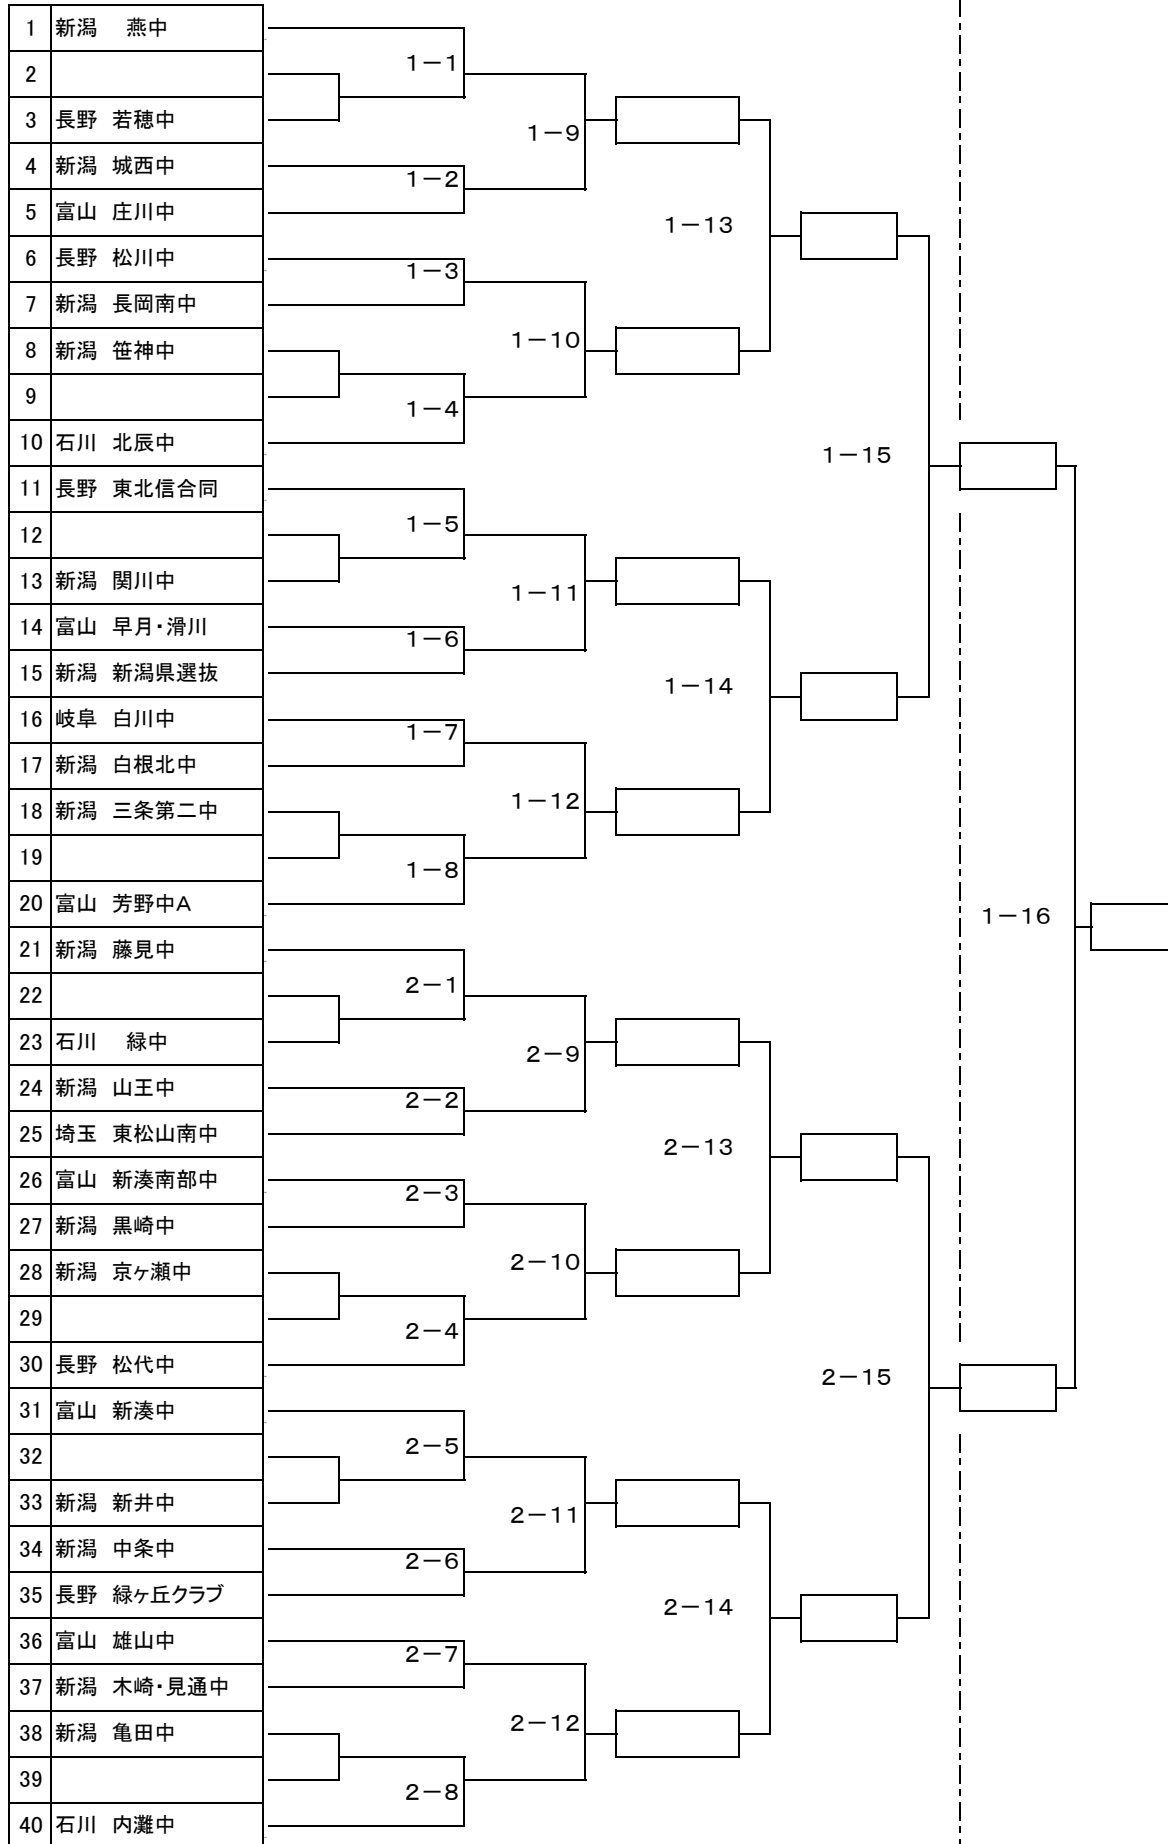 1 新潟 燕中
2
3 長野 若穂中
4 新潟 城西中
5 富山 庄川中
6 長野 松川中
7 新潟 長岡南中
8 新潟 笹神中
9
10 石川 北辰中
11 長野 東北信合同
12
13 新潟 関川中
14 富山 早月・滑川
15 新潟 新潟県選抜
16 岐阜 白川中
17 新潟 白根北中
18 新潟 三条第二中
19
20 富山 芳野中A
21 新潟 藤見中
22
23 石川 緑中
24 新潟 山王中
25 埼玉 東松山南中
26 富山 新湊南部中
27 新潟 黒崎中
28 新潟 京ヶ瀬中
29
30 長野 松代中
31 富山 新湊中
32
33 新潟 新井中
34 新潟 中条中
35 長野 緑ヶ丘クラブ
36 富山 雄山中
37 新潟 木崎・見通中
38 新潟 亀田中
39
40 石川 内灘中
1－1
1－2
1－3
1－4
1－5
1－6
1－7
1－8
2－1
2－2
2－3
2－4
2－5
2－6
2－7
2－8
1－9
1－10
1－11
1－12
2－9
2－10
2－11
2－12
1－13
1－14
2－13
2－14
1－15
2－15
1－16